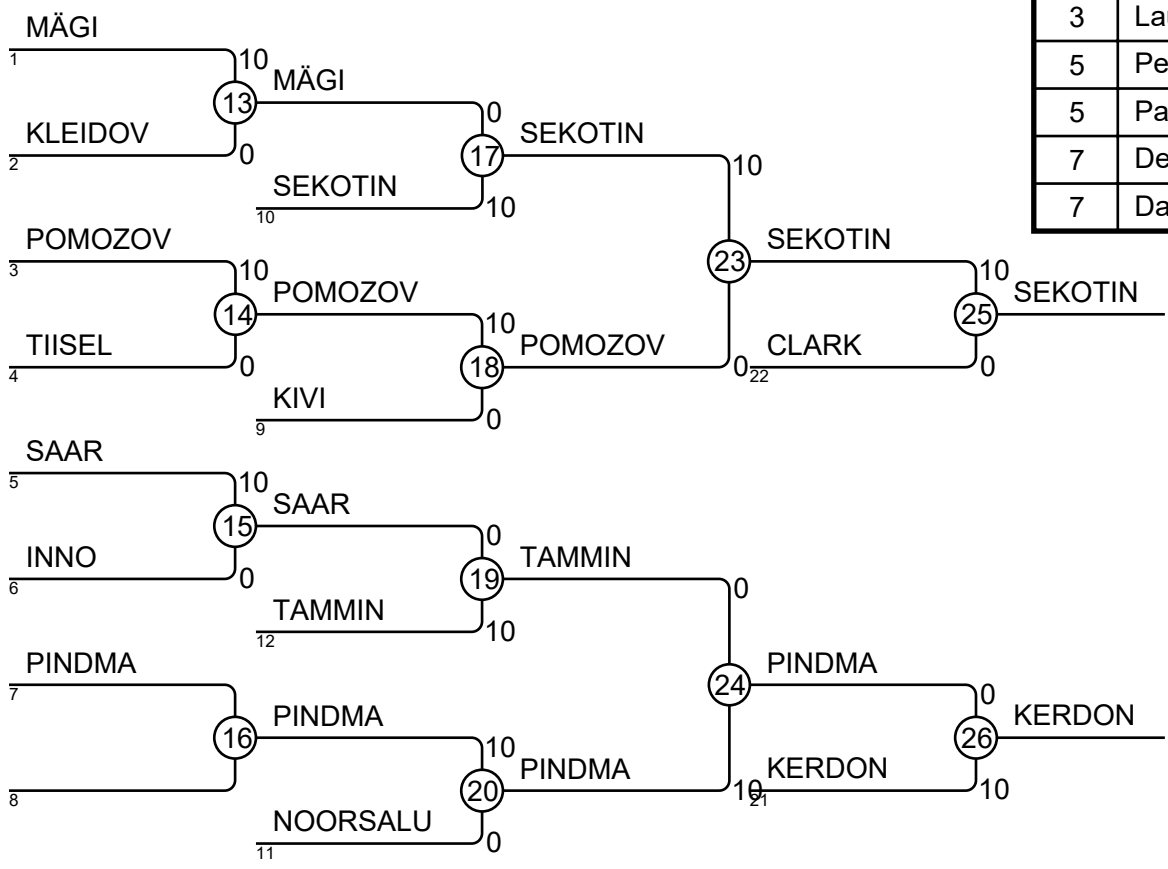 MÄGI
1
10
13
MÄGI
KLEIDOV
2
0
0
17
SEKOTIN
SEKOTIN
10
10
10
POMOZOV
3
10
14
POMOZOV
TIISEL
4
0
10
18
POMOZOV
KIVI
9
0
0
23
SEKOTIN
10
25
SEKOTIN
CLARK
22
0
SAAR
5
10
15
SAAR
INNO
6
0
0
19
TAMMIN
TAMMIN
12
10
0
PINDMA
7
16
PINDMA
8
10
20
PINDMA
NOORSALU
11
0
10
24
PINDMA
0
26
KERDON
KERDON
21
10
3
5 Pe
5 Pa
7 De
7 Da